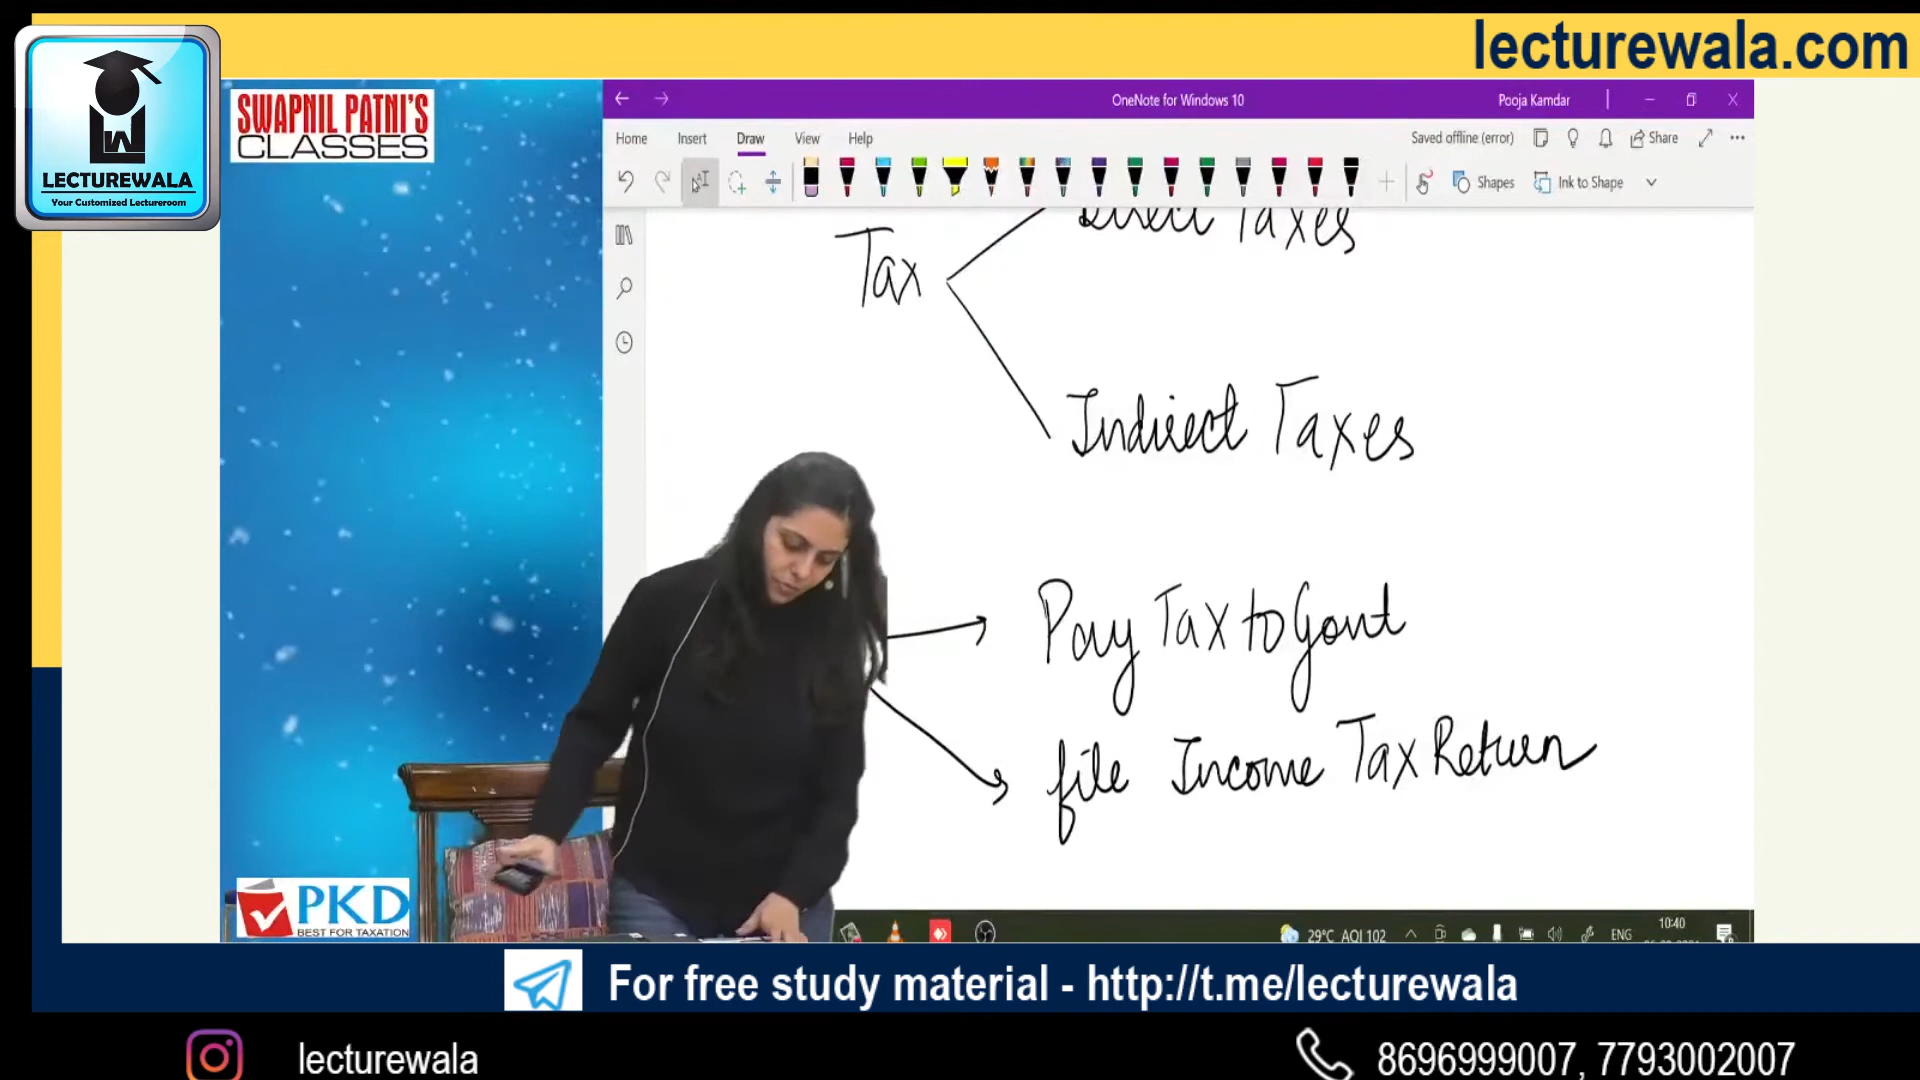 lecturewala.com
LW
LECTUREWALA
Your Customized Lectureroom
SWAPNIL PATNI'S
CLASSES
OneNote for Windows 10
Pooja Kamdar
Home Insert Draw View Help
Saved offline (error)
Share
Shapes
Ink to Shape
Direct Taxes
Tax
Indirect Taxes
Pay Tax to Govt
file Income Tax Return
PKD
BEST FOR TAXATION
29°C AQI 102
ENG
10:40
For free study material - http://t.me/lecturewala
lecturewala
8696999007, 7793002007